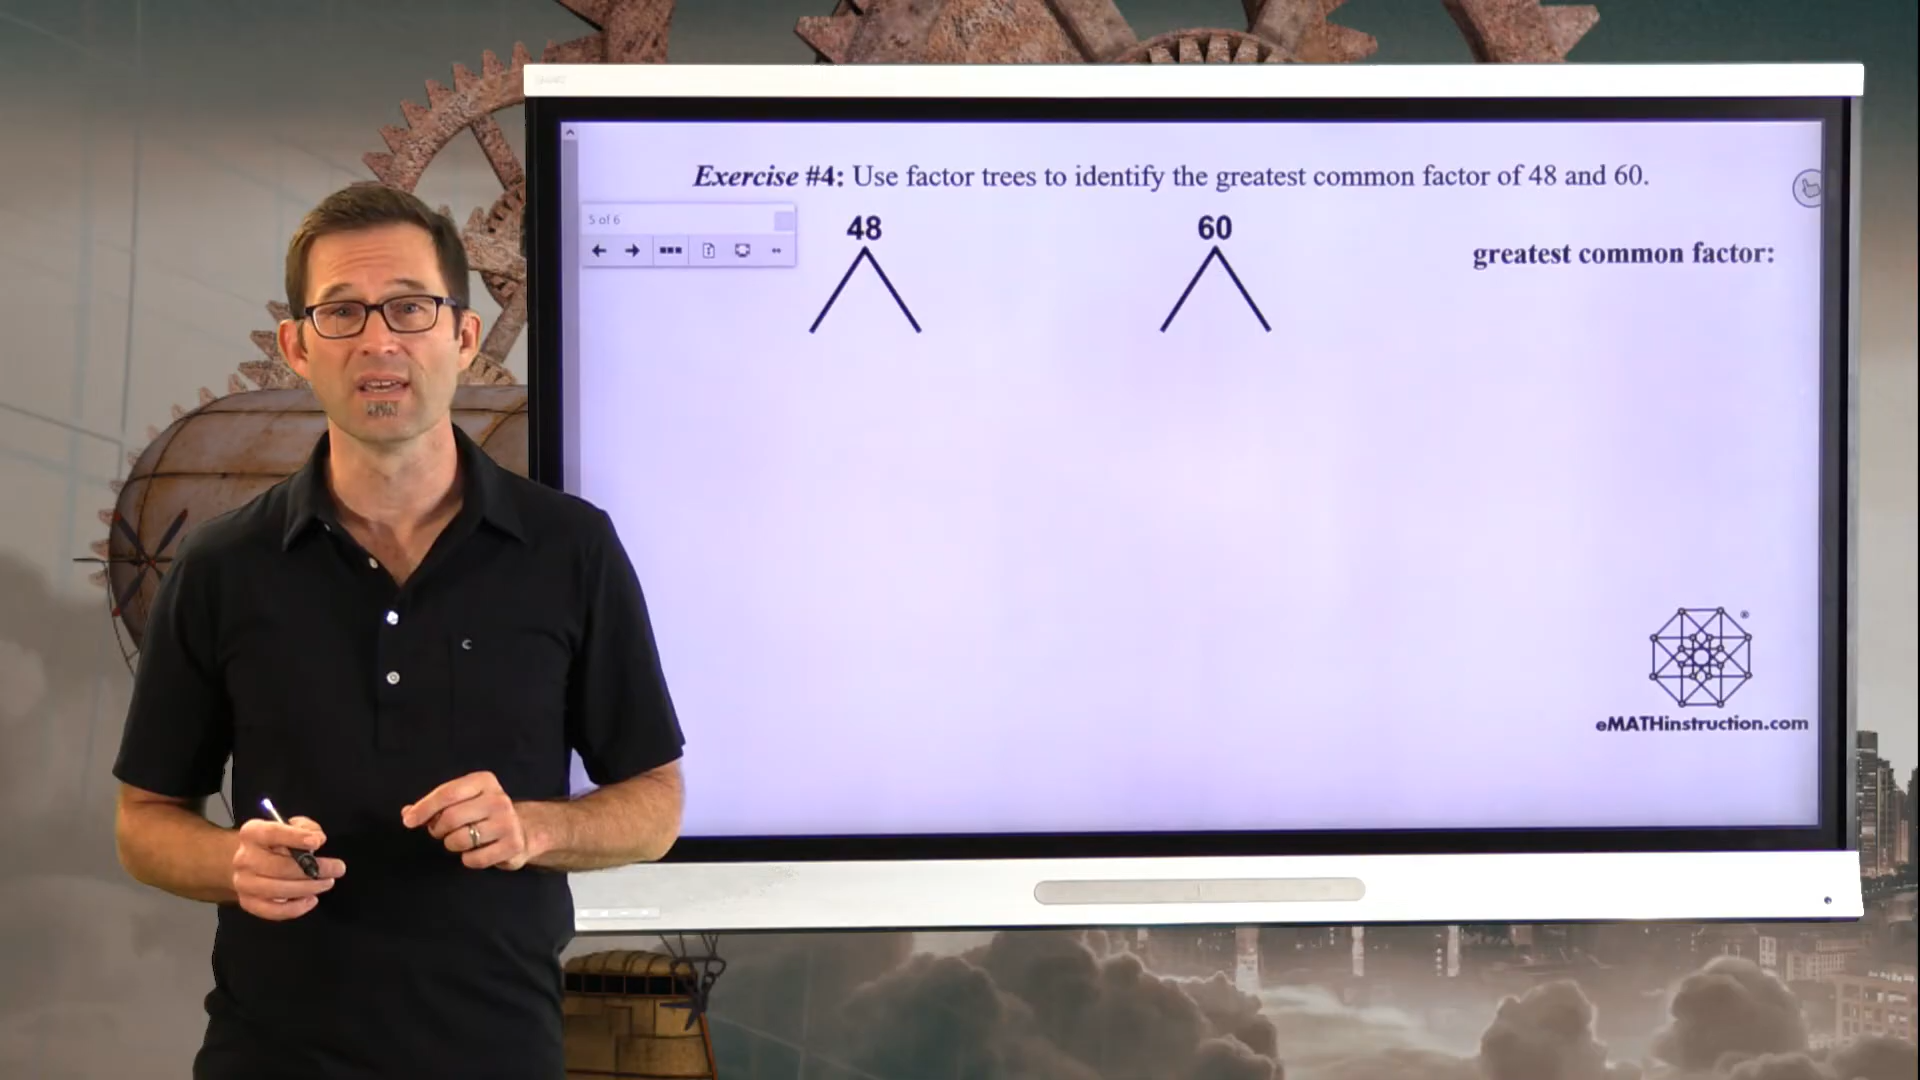 Exercise #4: Use factor trees to identify the greatest common factor of 48 and 60.
5 of 6
48
60
greatest common factor:
®
eMATHinstruction.com